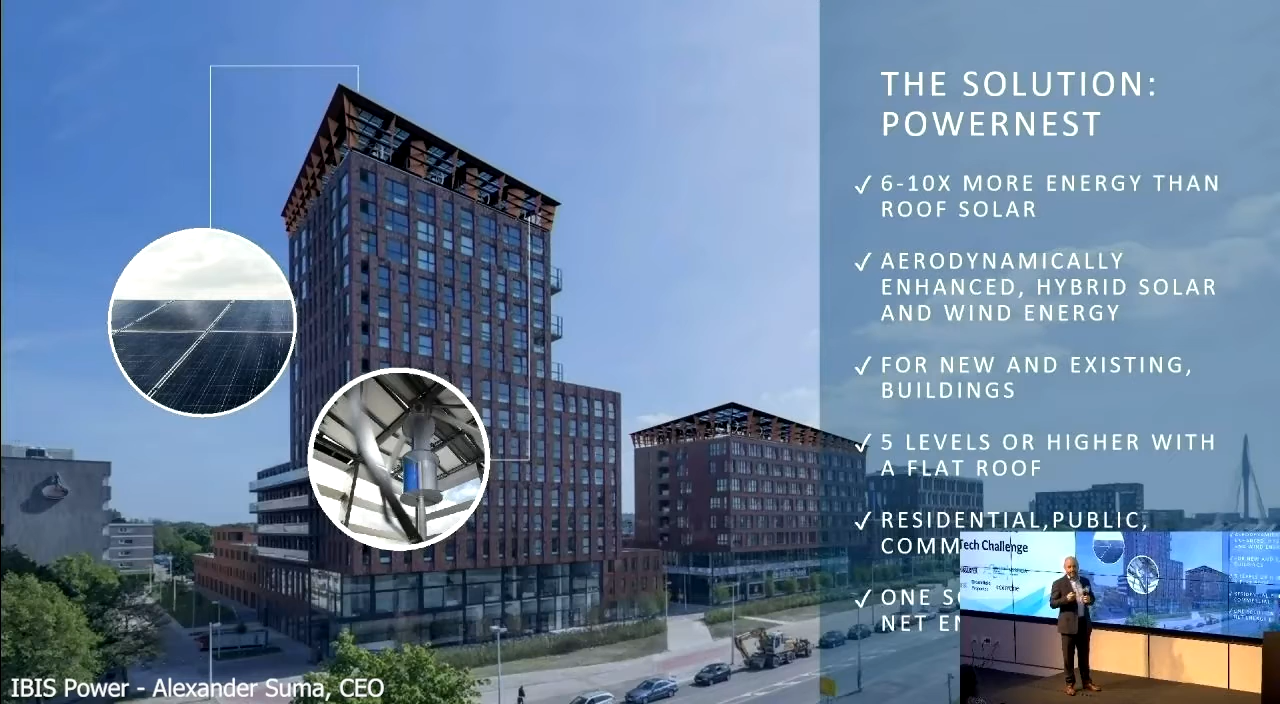 THE SOLUTION:
POWERNEST
✓ 6-10X MORE ENERGY THAN
ROOF SOLAR
✓ AERODYNAMICALLY
ENHANCED, HYBRID SOLAR
AND WIND ENERGY
✓ FOR NEW AND EXISTING,
BUILDINGS
✓ 5 LEVELS OR HIGHER WITH
A FLAT ROOF
✓ RESIDENTIAL,PUBLIC,
COMM
✓ ONE
NET
Tech Challenge
IBIS Power - Alexander Suma, CEO